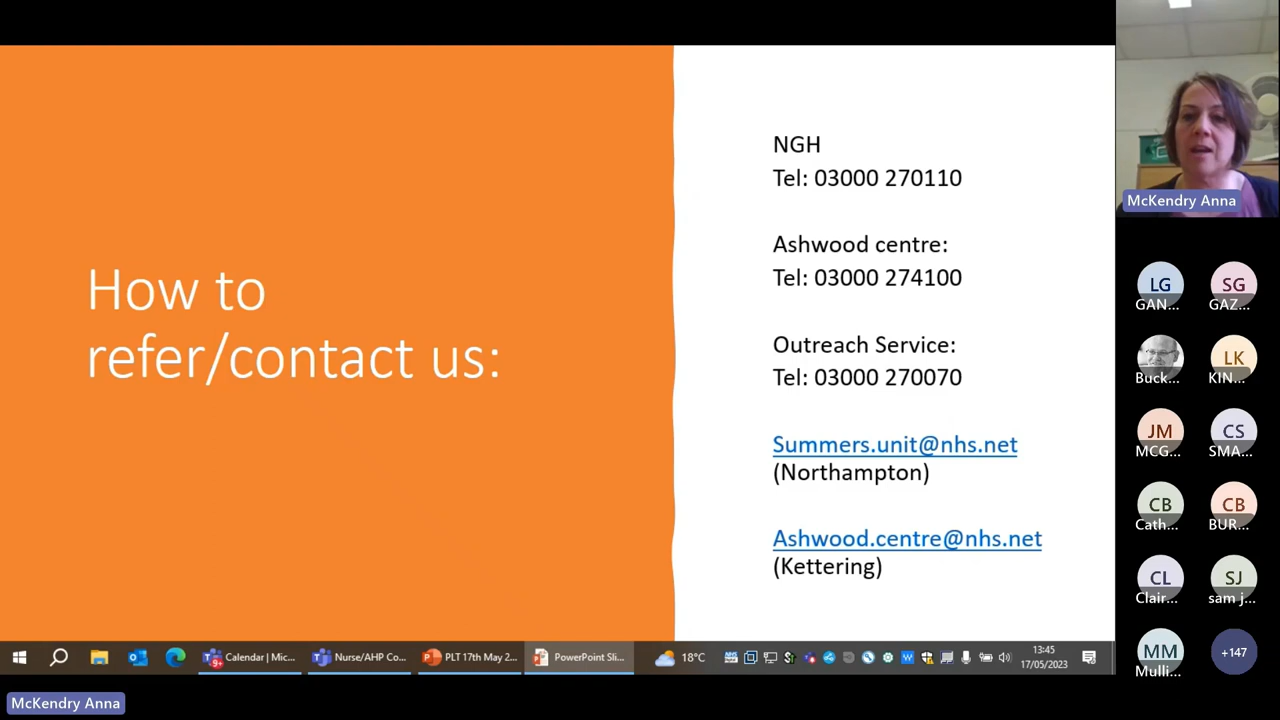 How to
refer/contact us:
NGH
Tel: 03000 270110
Ashwood centre:
Tel: 03000 274100
Outreach Service:
Tel: 03000 270070
Summers.unit@nhs.net
(Northampton)
Ashwood.centre@nhs.net
(Kettering)
McKendry Anna
LG
SG
GAN...
GAZ...
LK
Buck...
KIN...
JM
CS
MCG...
SMA...
CB
CB
Cath...
BUR...
CL
SJ
Clair...
sam j...
MM
+147
Mulli...
Calendar | Mic...
Nurse/AHP Co...
PLT 17th May 2...
PowerPoint Sli...
18°C
13:45
17/05/2023
McKendry Anna